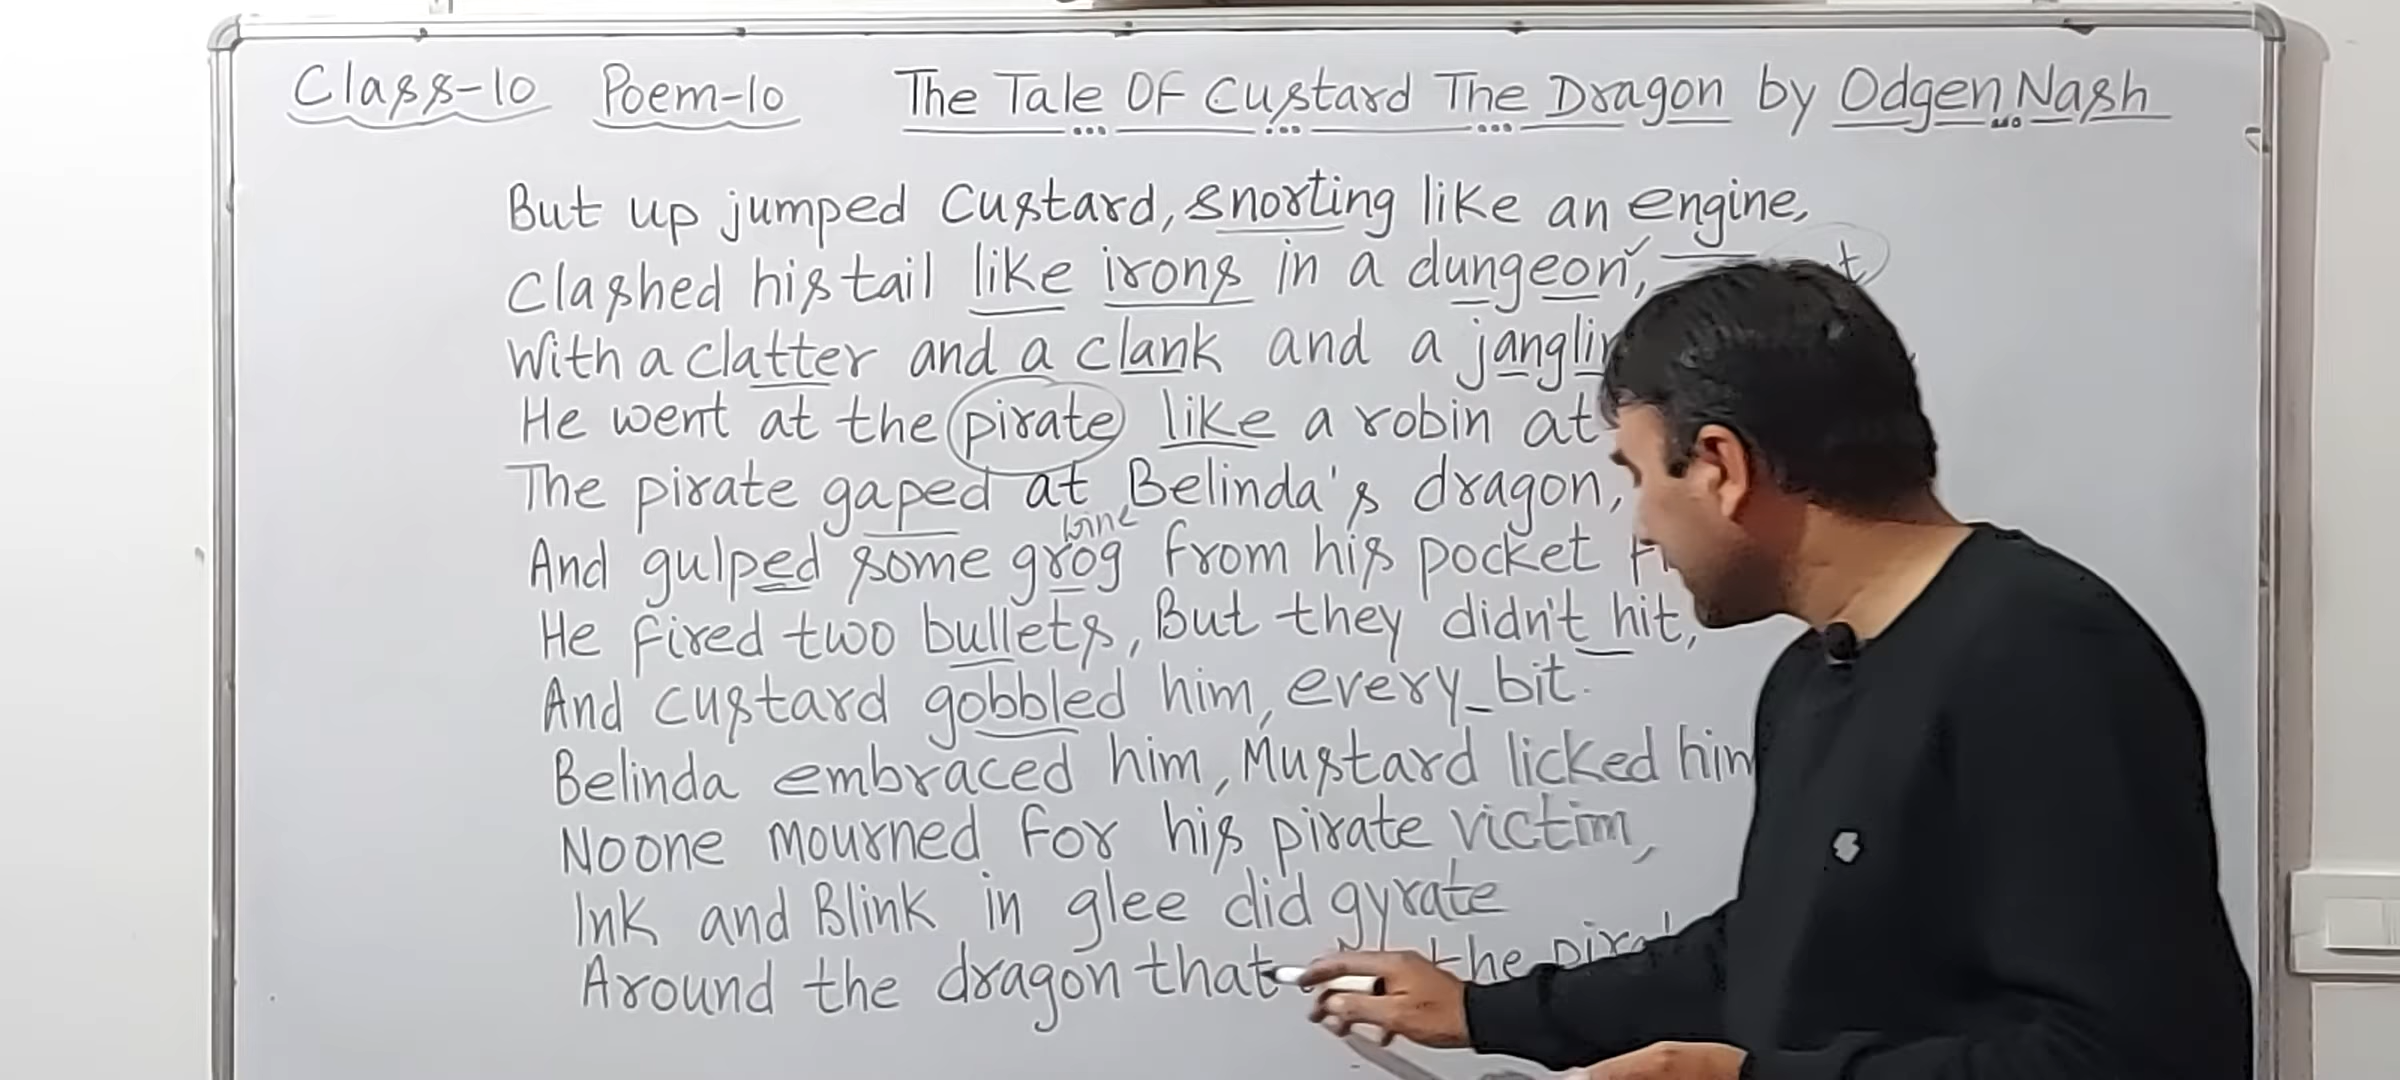 Class-10 Poem-10 The Tale OF Custard The Dragon by Odgen Nash
But up jumped Custard, snorting like an engine,
Clashed his tail like irons in a dungeon,
With a clatter and a clank and a
He went at the pirate like a robin at
The pirate gaped at Belinda's dragon,
wine
And gulped some grog from his pocket
He fired two bullets, But they didn't hit,
And custard gobbled him, every bit.
Belinda embraced him, Mustard licked him
Noone mourned for his pirate victim,
Ink and Blink in glee did gyrate
Around the dragon that the